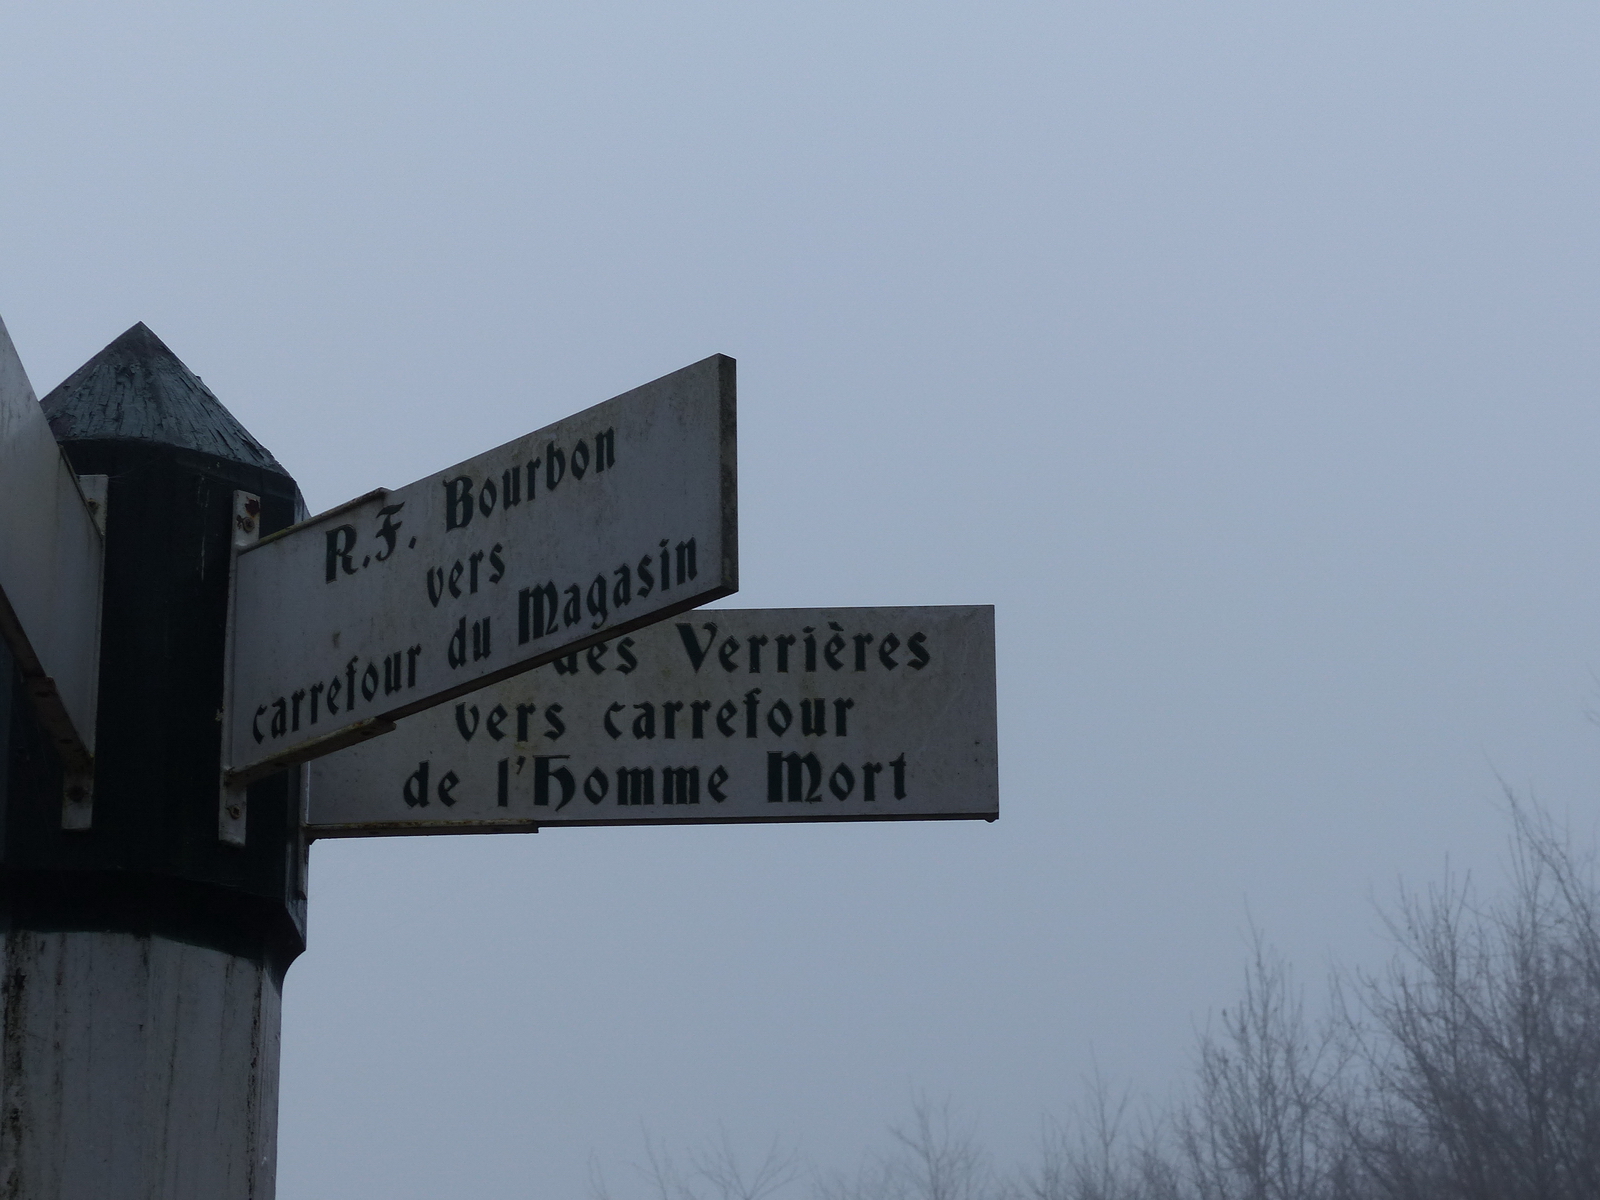 R.F. Bourbon
vers
carrefour du Magasin
des Verrières
vers carrefour
de l'Homme Mort